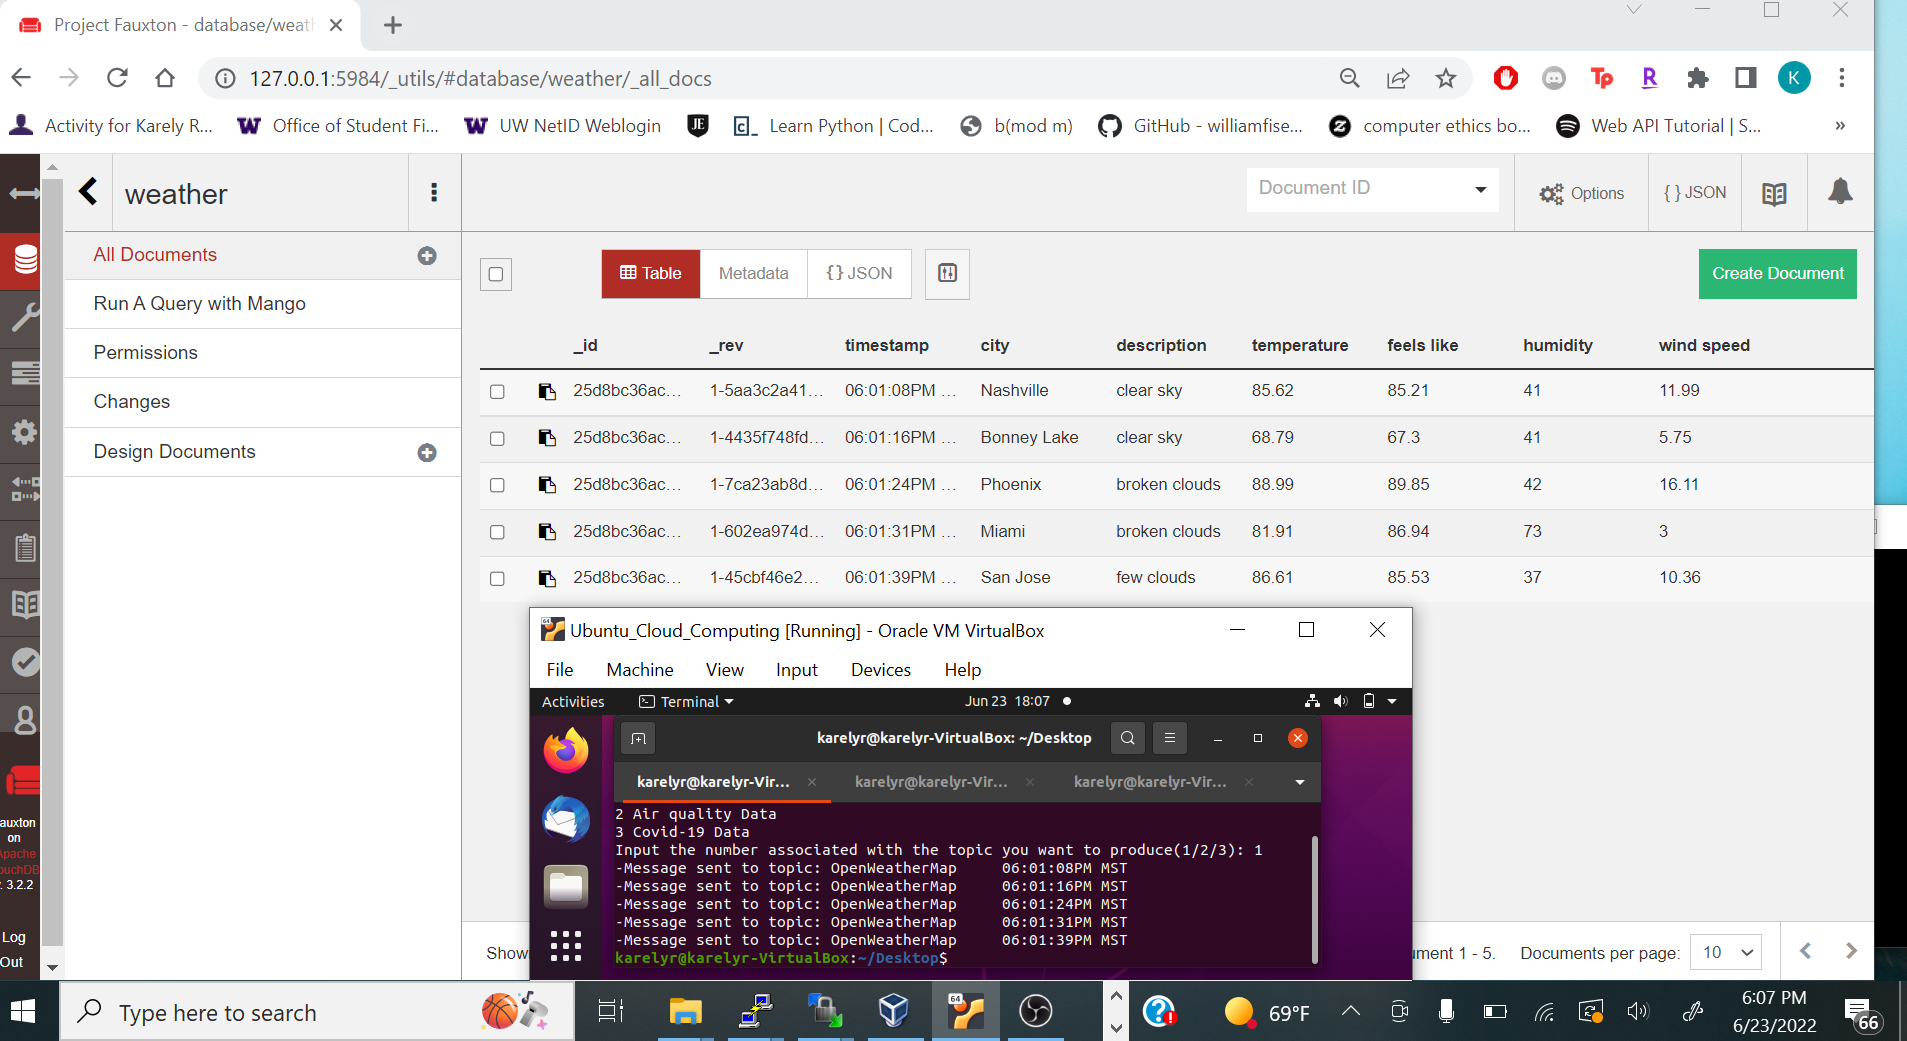 Project Fauxton - database/weath
127.0.0.1:5984/_utils/#database/weather/_all_docs
K
Activity for Karely R...
Office of Student Fi...
UW NetID Weblogin
Learn Python | Cod...
b(mod m)
GitHub - williamfise...
computer ethics bo...
Web API Tutorial | S...
»
weather
Document ID
Options
{ } JSON
All Documents
Run A Query with Mango
Permissions
Changes
Design Documents
Table
Metadata
{ } JSON
Create Document
_id _rev timestamp city description temperature feels like humidity wind speed
25d8bc36ac... 1-5aa3c2a41... 06:01:08PM ... Nashville clear sky 85.62 85.21 41 11.99
25d8bc36ac... 1-4435f748fd... 06:01:16PM ... Bonney Lake clear sky 68.79 67.3 41 5.75
25d8bc36ac... 1-7ca23ab8d... 06:01:24PM ... Phoenix broken clouds 88.99 89.85 42 16.11
25d8bc36ac... 1-602ea974d... 06:01:31PM ... Miami broken clouds 81.91 86.94 73 3
25d8bc36ac... 1-45cbf46e2... 06:01:39PM ... San Jose few clouds 86.61 85.53 37 10.36
Ubuntu_Cloud_Computing [Running] - Oracle VM VirtualBox
File Machine View Input Devices Help
Activities Terminal Jun 23 18:07
karelyr@karelyr-VirtualBox: ~/Desktop
karelyr@karelyr-Vir... karelyr@karelyr-Vir... karelyr@karelyr-Vir...
2 Air quality Data
3 Covid-19 Data
Input the number associated with the topic you want to produce(1/2/3): 1
-Message sent to topic: OpenWeatherMap 06:01:08PM MST
-Message sent to topic: OpenWeatherMap 06:01:16PM MST
-Message sent to topic: OpenWeatherMap 06:01:24PM MST
-Message sent to topic: OpenWeatherMap 06:01:31PM MST
-Message sent to topic: OpenWeatherMap 06:01:39PM MST
karelyr@karelyr-VirtualBox:~/Desktop$
auxton
on
Apache
ouchDB
. 3.2.2
Log
Out
Show
ument 1 - 5.
Documents per page: 10
Type here to search
64
69°F
6:07 PM
6/23/2022
66